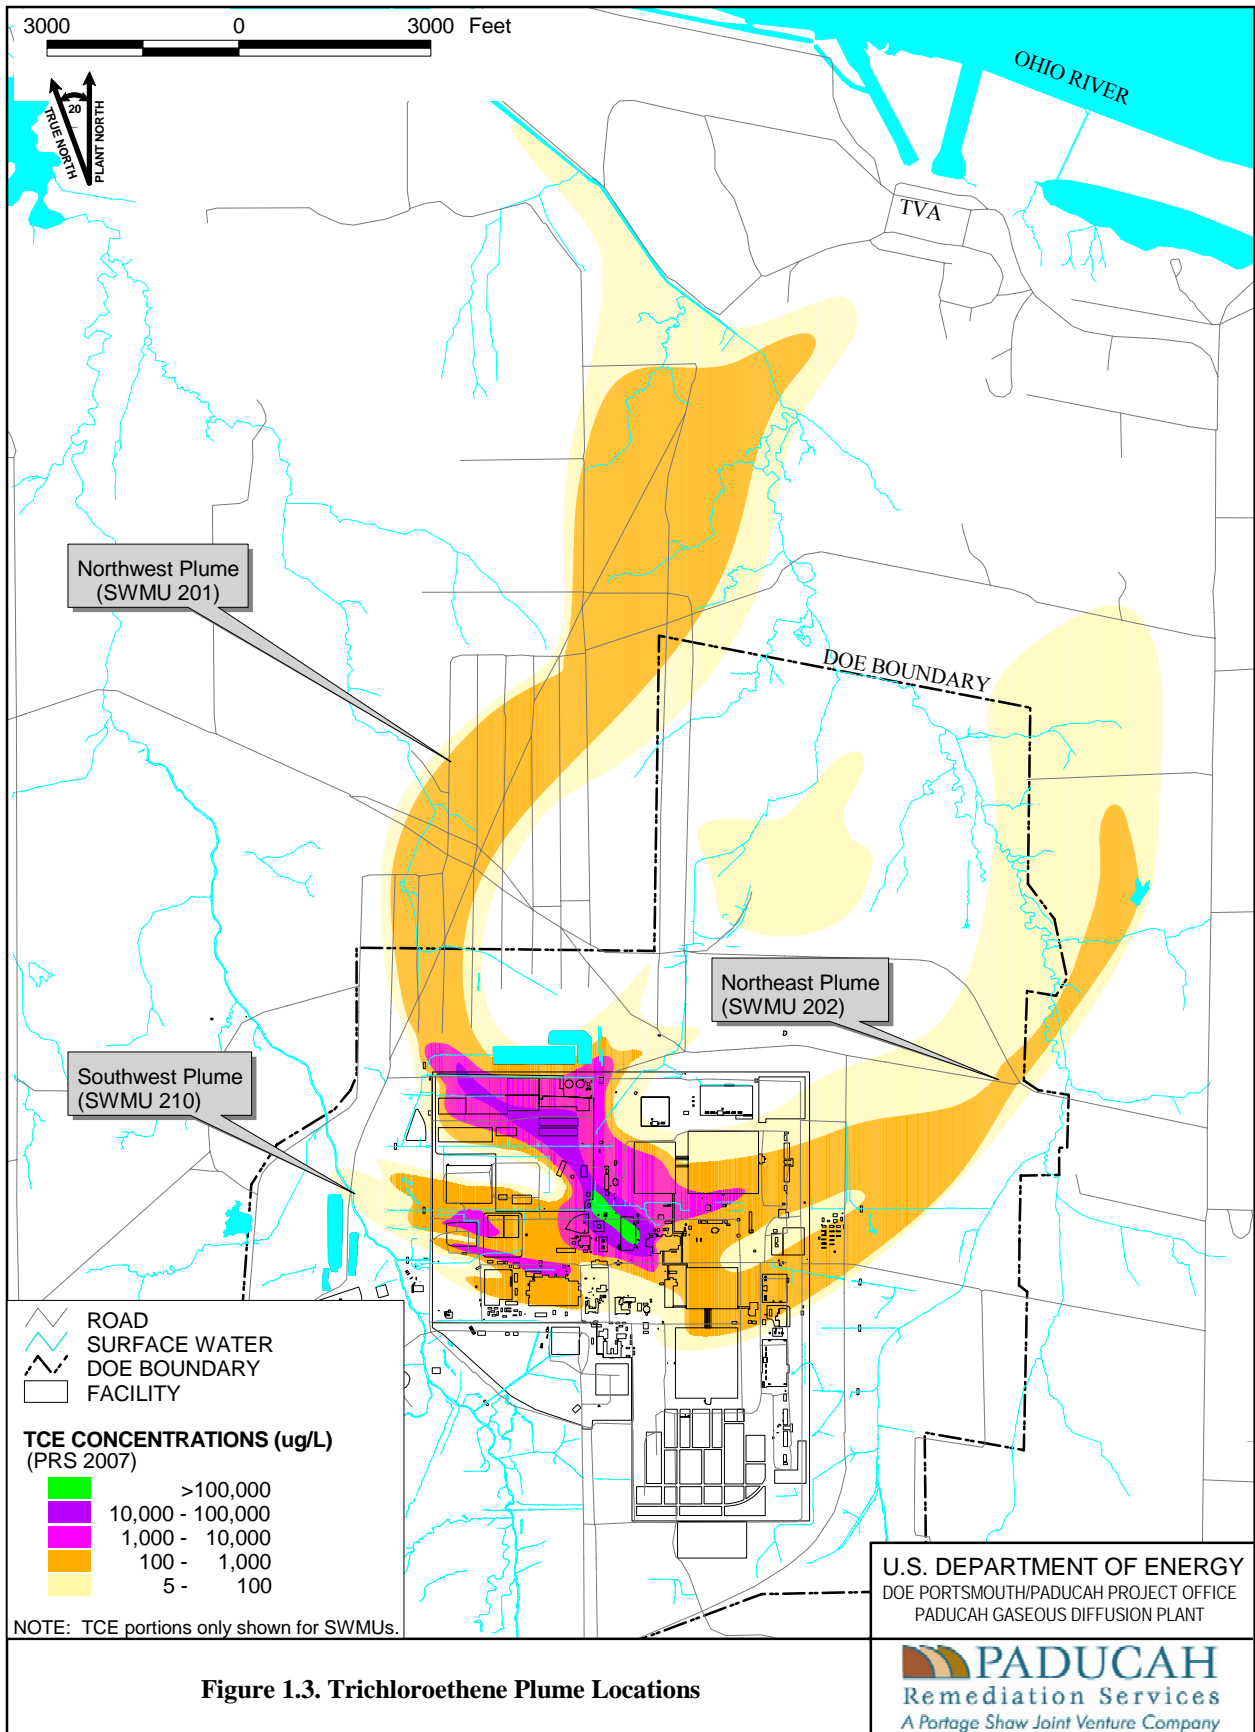 3000 0 3000 Feet
TRUE NORTH
20
PLANT NORTH
OHIO RIVER
TVA
Northwest Plume
(SWMU 201)
DOE BOUNDARY
Northeast Plume
(SWMU 202)
Southwest Plume
(SWMU 210)
ROAD
SURFACE WATER
DOE BOUNDARY
FACILITY
TCE CONCENTRATIONS (ug/L)
(PRS 2007)
>100,000
10,000 - 100,000
1,000 - 10,000
100 - 1,000
5 - 100
NOTE: TCE portions only shown for SWMUs.
U.S. DEPARTMENT OF ENERGY
DOE PORTSMOUTH/PADUCAH PROJECT OFFICE
PADUCAH GASEOUS DIFFUSION PLANT
Figure 1.3. Trichloroethene Plume Locations
PADUCAH
Remediation Services
A Portage Shaw Joint Venture Company